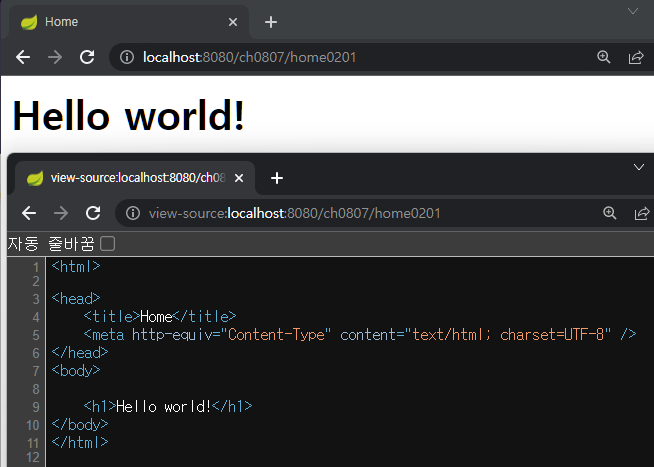 Home
localhost:8080/ch0807/home0201
Hello world!
view-source:localhost:8080/ch08
view-source:localhost:8080/ch0807/home0201
자동 줄바꿈
1 <html>
2
3 <head>
4 <title>Home</title>
5 <meta http-equiv="Content-Type" content="text/html; charset=UTF-8" />
6 </head>
7 <body>
8
9 <h1>Hello world!</h1>
10 </body>
11 </html>
12